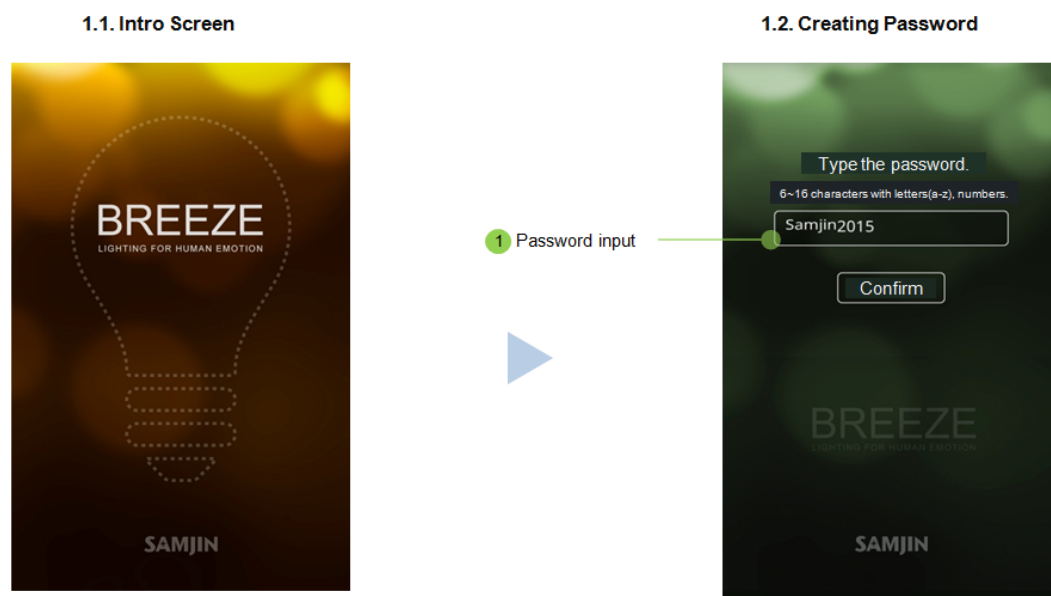 1.1. Intro Screen
BREEZE
LIGHTING FOR HUMAN EMOTION
SAMJIN
1 Password input
1.2. Creating Password
Type the password.
6~16 characters with letters(a-z), numbers.
Samjin2015
Confirm
BREEZE
LIGHTING FOR HUMAN EMOTION
SAMJIN